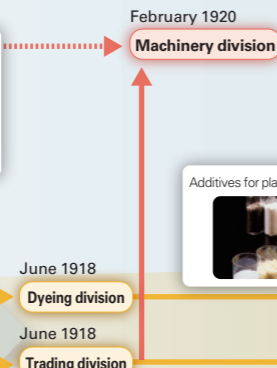 February 1920
Machinery division
Additives for pla
June 1918
Dyeing division
June 1918
Trading division